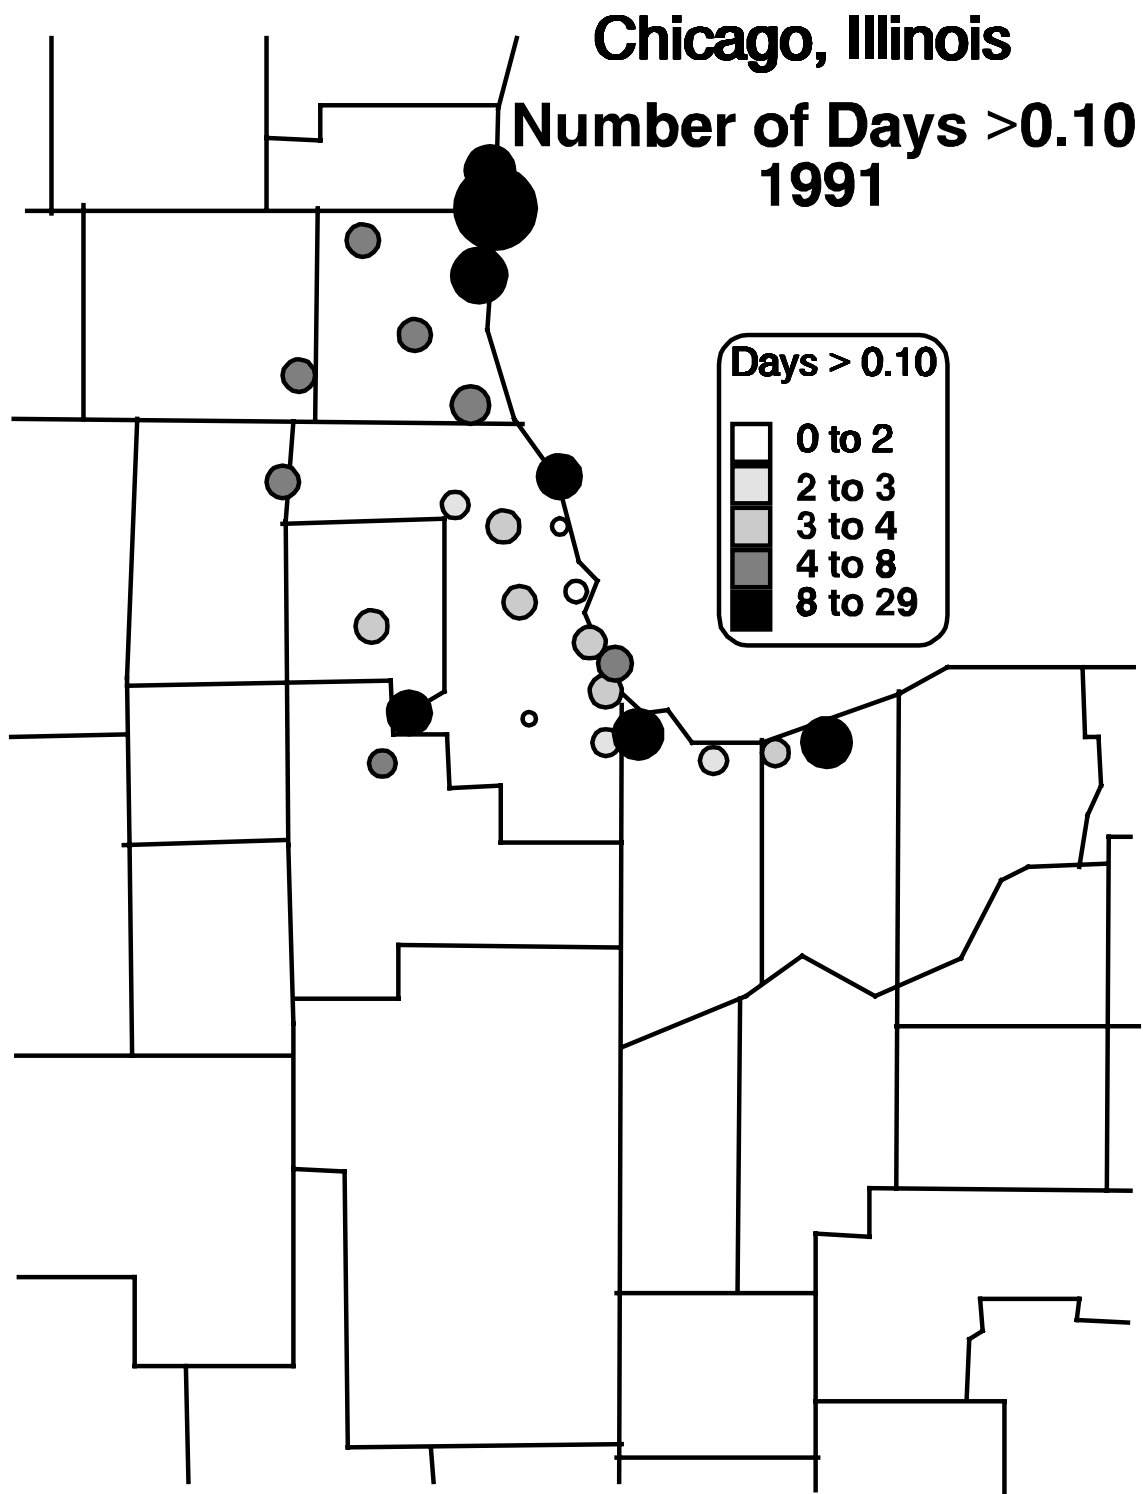 Chicago, Illinois
Number of Days >0.10
1991
Days > 0.10
0 to 2
2 to 3
3 to 4
4 to 8
8 to 29